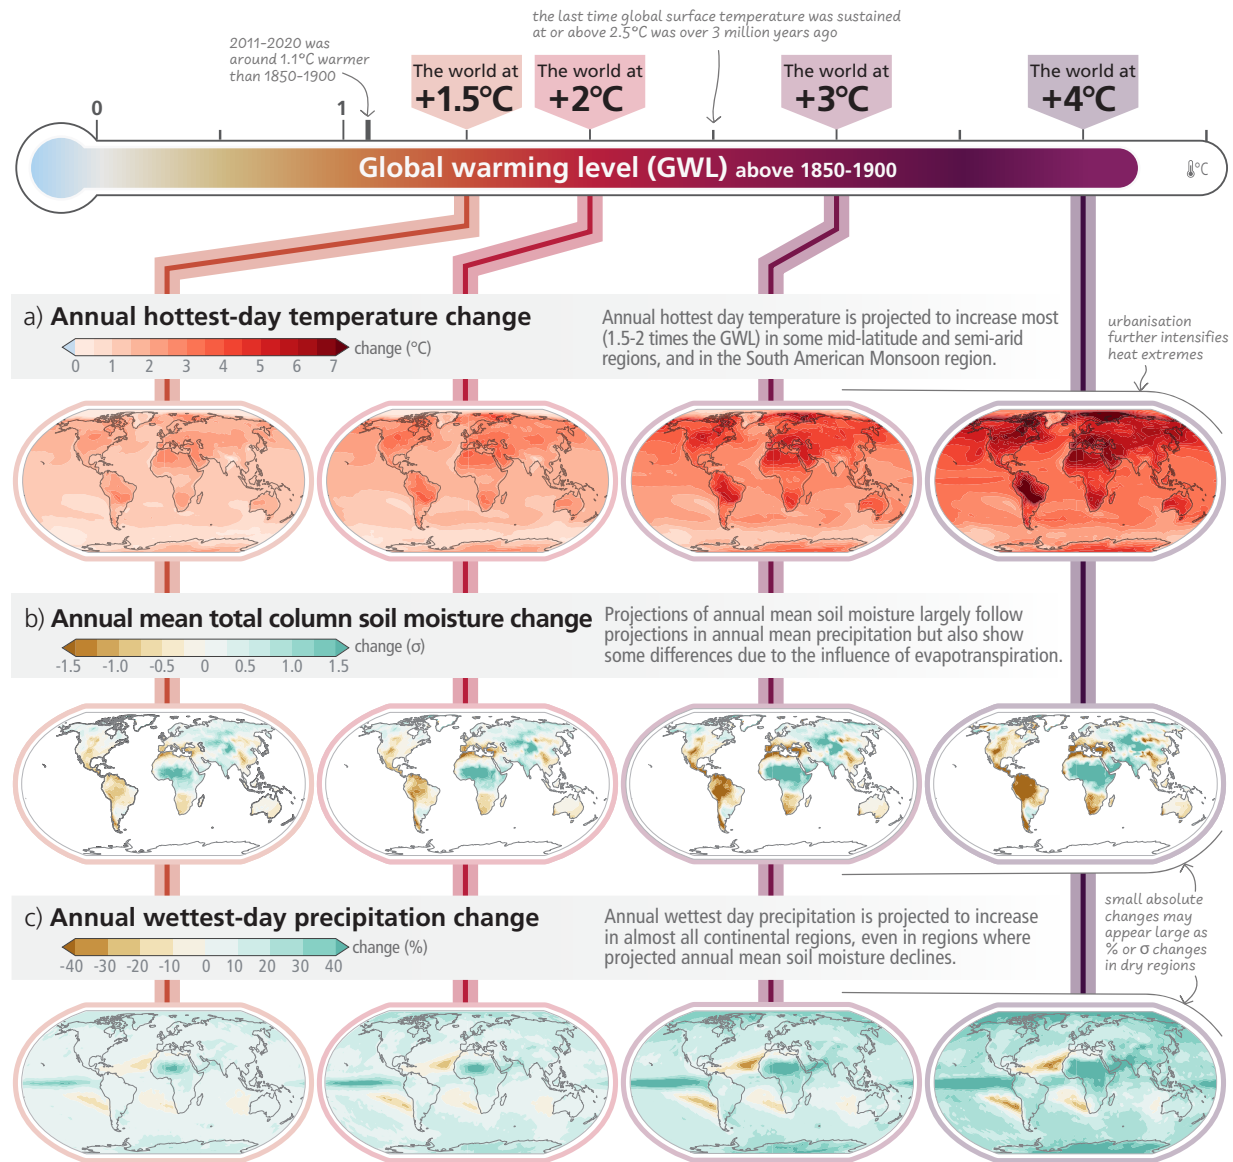 the last time global surface temperature was sustained
at or above 2.5°C was over 3 million years ago
2011-2020 was
around 1.1°C warmer
than 1850-1900
The world at
+1.5°C
The world at
+2°C
The world at
+3°C
The world at
+4°C
0
1
Global warming level (GWL) above 1850-1900
°C
a) Annual hottest-day temperature change
change (°C)
0 1 2 3 4 5 6 7
Annual hottest day temperature is projected to increase most
(1.5-2 times the GWL) in some mid-latitude and semi-arid
regions, and in the South American Monsoon region.
urbanisation
further intensifies
heat extremes
b) Annual mean total column soil moisture change
change (σ)
-1.5 -1.0 -0.5 0 0.5 1.0 1.5
Projections of annual mean soil moisture largely follow
projections in annual mean precipitation but also show
some differences due to the influence of evapotranspiration.
c) Annual wettest-day precipitation change
change (%)
-40 -30 -20 -10 0 10 20 30 40
Annual wettest day precipitation is projected to increase
in almost all continental regions, even in regions where
projected annual mean soil moisture declines.
small absolute
changes may
appear large as
% or σ changes
in dry regions